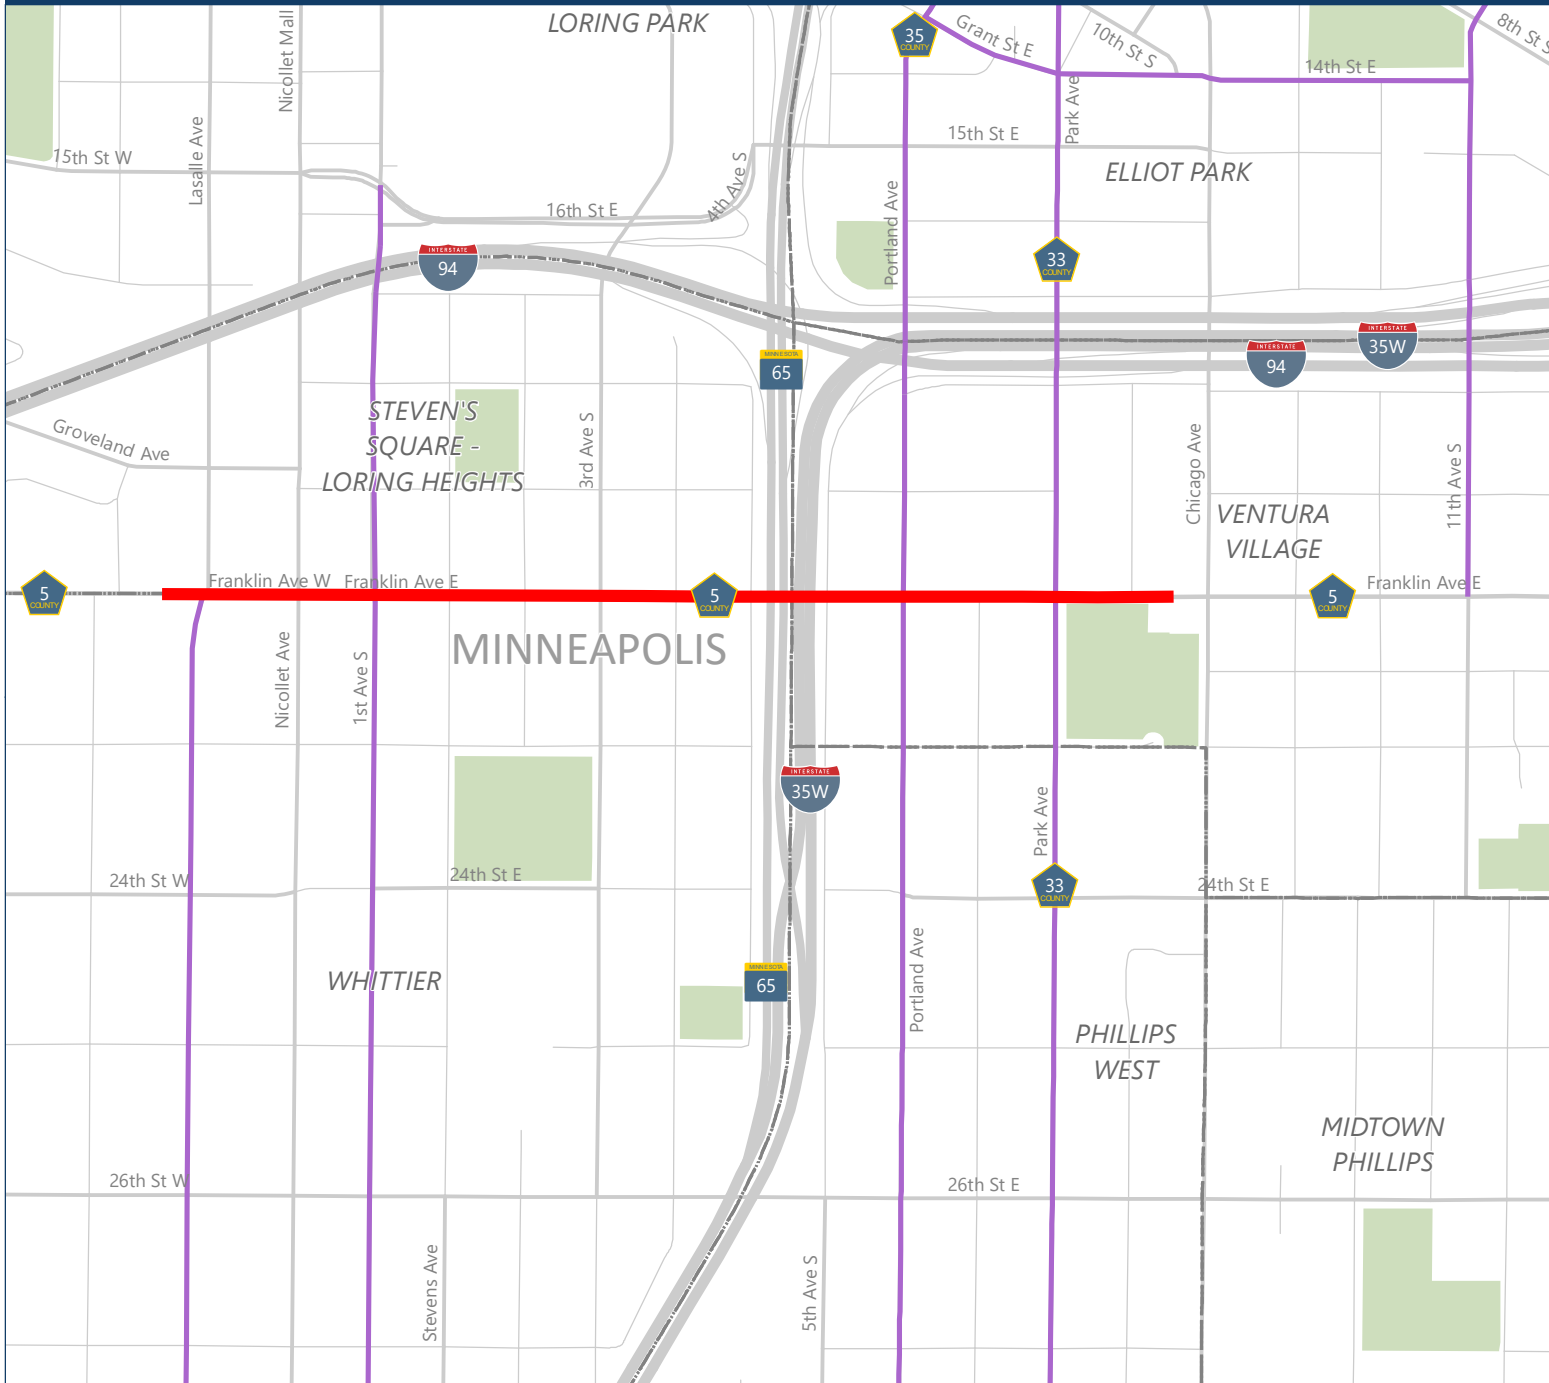 LORING PARK
Nicollet Mall
35
COUNTY
Grant St E
10th St S
8th St S
14th St E
Park Ave
15th St E
15th St W
Lasalle Ave
4th Ave S
ELLIOT PARK
16th St E
Portland Ave
INTERSTATE
94
33
COUNTY
MINNESOTA
65
INTERSTATE
94
INTERSTATE
35W
STEVEN'S
SQUARE -
LORING HEIGHTS
Groveland Ave
3rd Ave S
Chicago Ave
11th Ave S
VENTURA
VILLAGE
5
COUNTY
Franklin Ave W
Franklin Ave E
5
COUNTY
5
COUNTY
Franklin Ave E
MINNEAPOLIS
Nicollet Ave
1st Ave S
INTERSTATE
35W
Park Ave
24th St W
24th St E
33
COUNTY
24th St E
WHITTIER
MINNESOTA
65
Portland Ave
PHILLIPS
WEST
MIDTOWN
PHILLIPS
26th St W
26th St E
Stevens Ave
5th Ave S